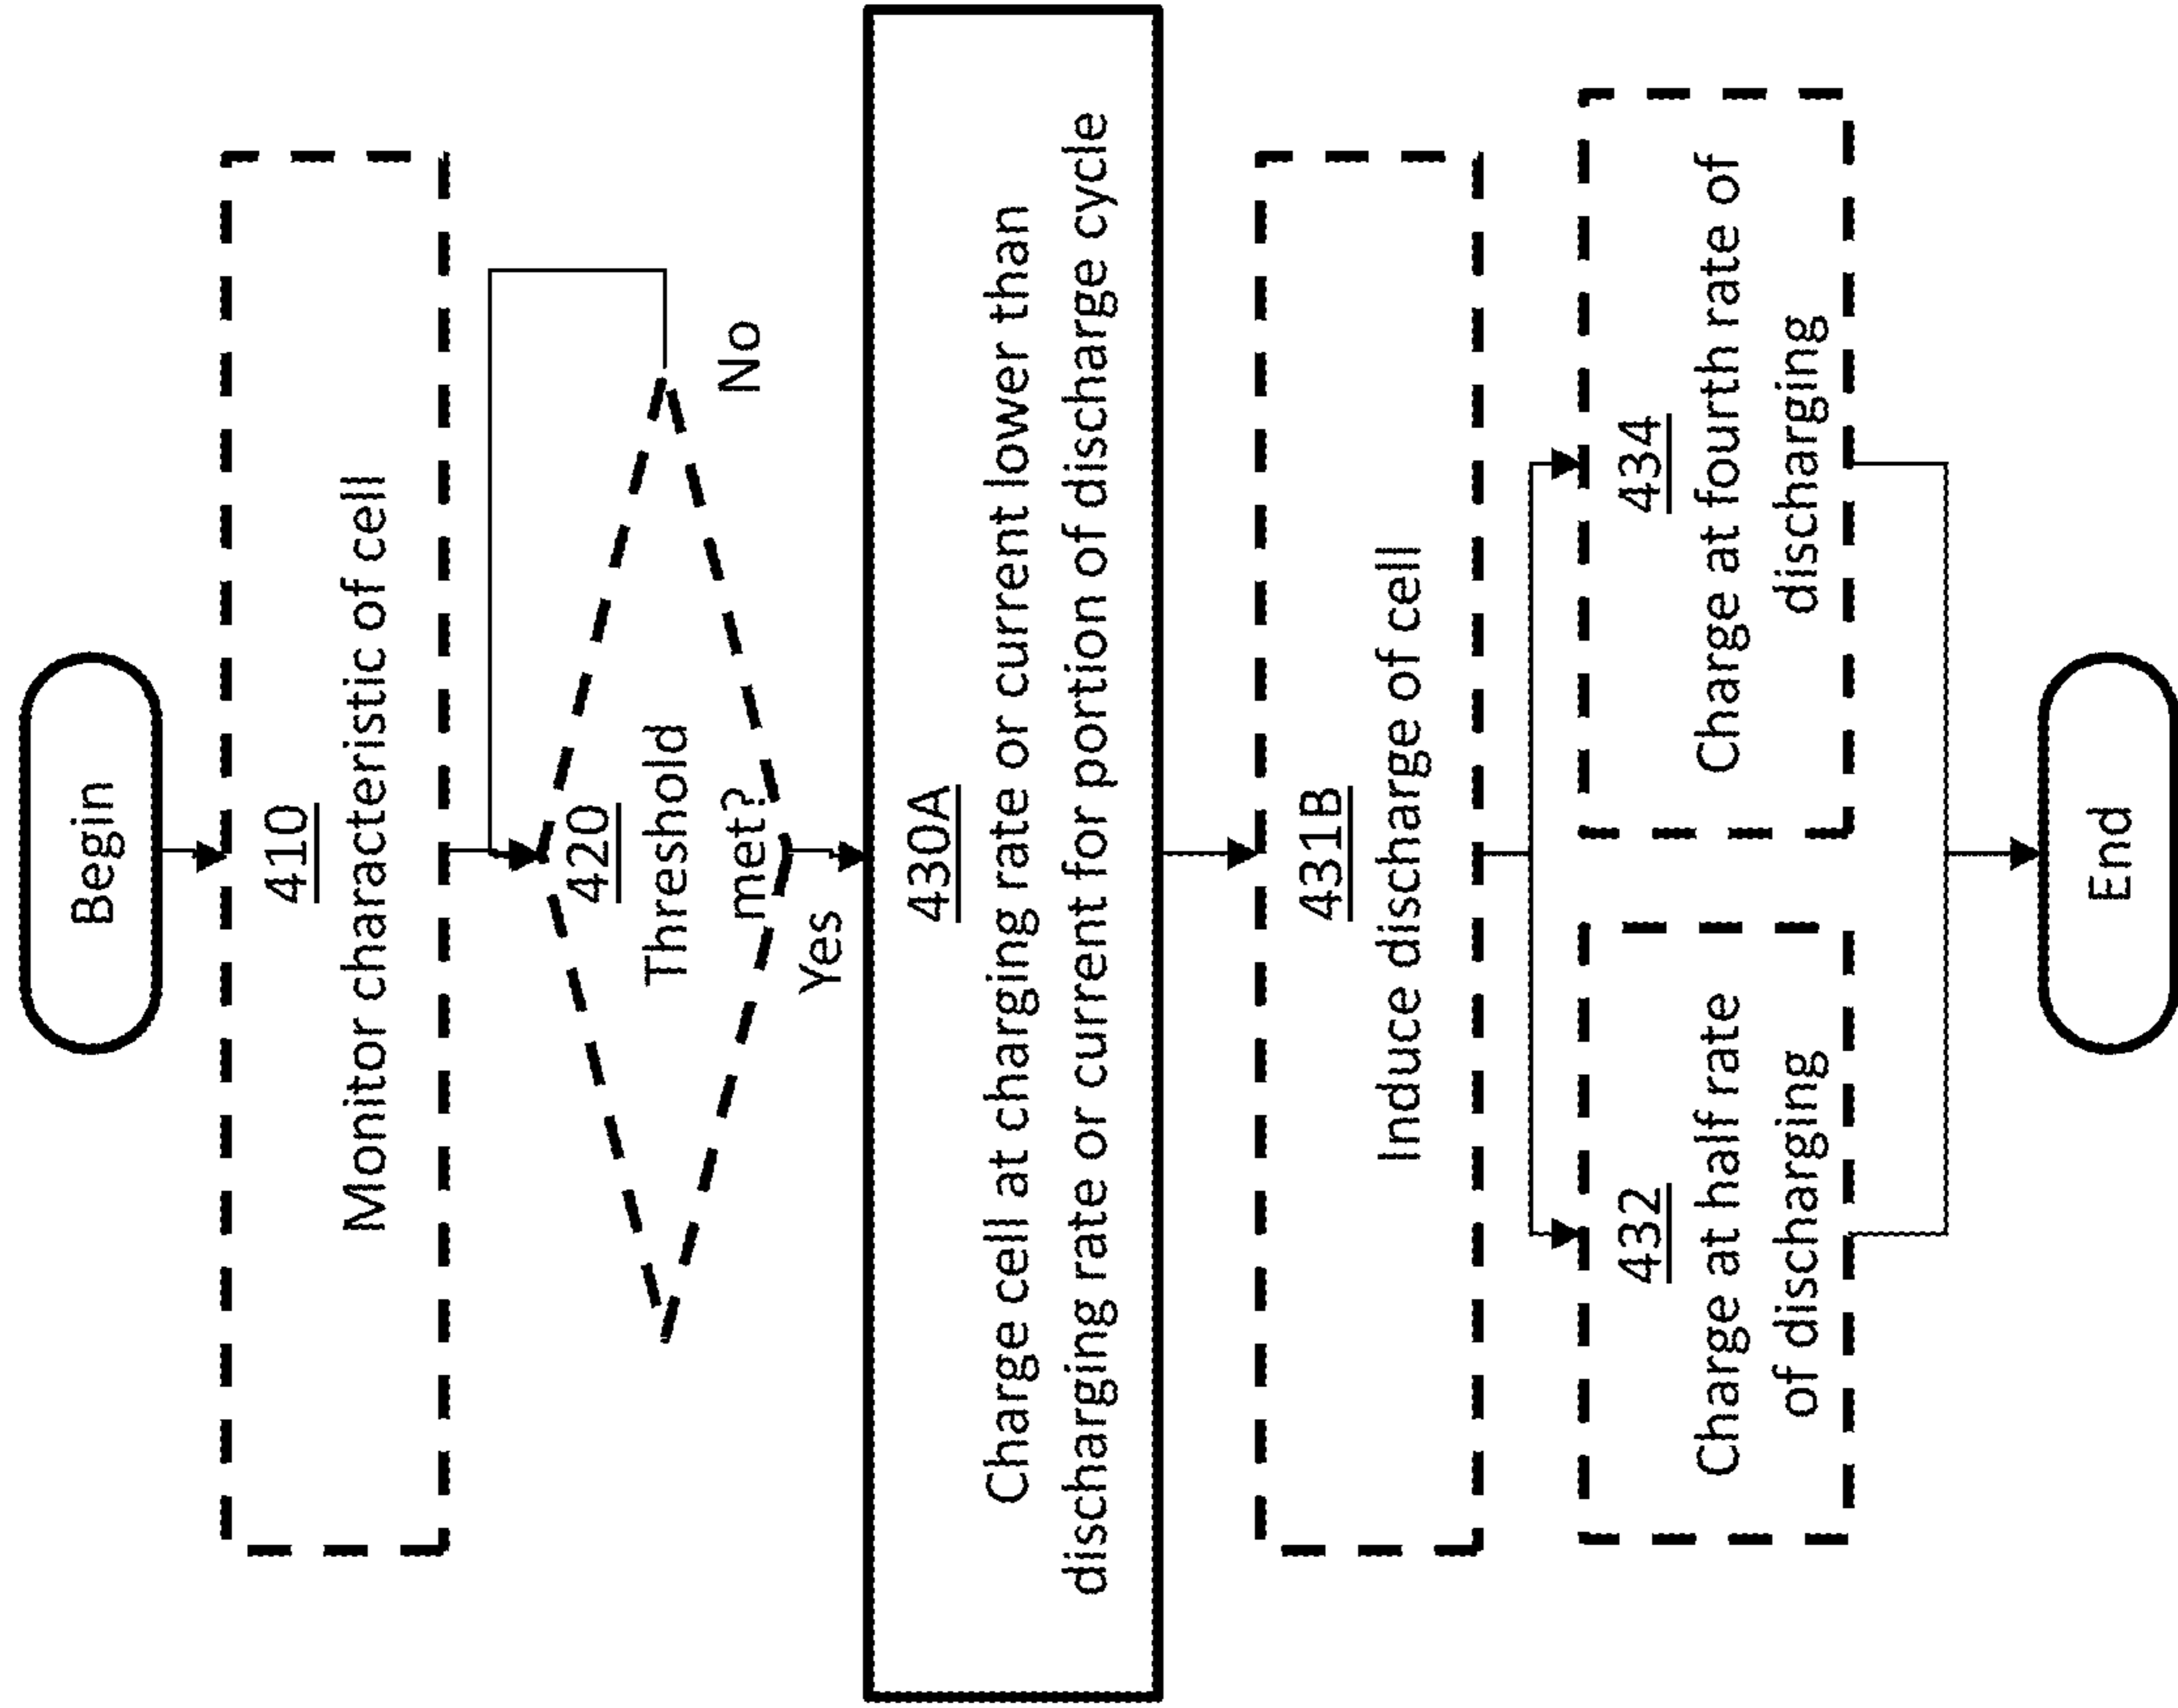 Begin
410
Monitor characteristic of cell
420
Threshold
met?
No
Yes
430A
Charge cell at charging rate or current lower than
discharging rate or current for portion of discharge cycle
431B
Induce discharge of cell
432
Charge at half rate
of discharging
434
Charge at fourth rate of
discharging
End